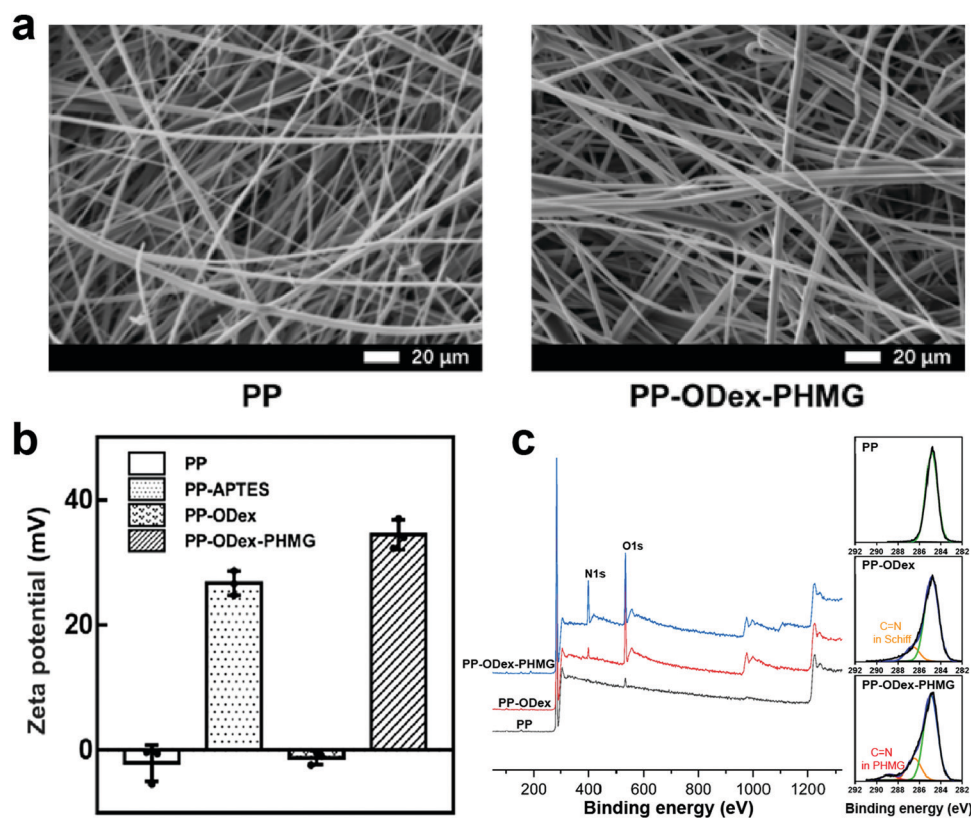 a
20 μm
20 μm
PP
PP-ODex-PHMG
b
PP
PP-APTES
PP-ODex
PP-ODex-PHMG
40
20
0
Zeta potential (mV)
c
N1s
O1s
PP-ODex-PHMG
PP-ODex
PP
200 400 600 800 1000 1200
Binding energy (eV)
PP
292 290 288 286 284 282
PP-ODex
C=N
in Schiff
292 290 288 286 284 282
PP-ODex-PHMG
C=N
in PHMG
292 290 288 286 284 282
Binding energy (eV)